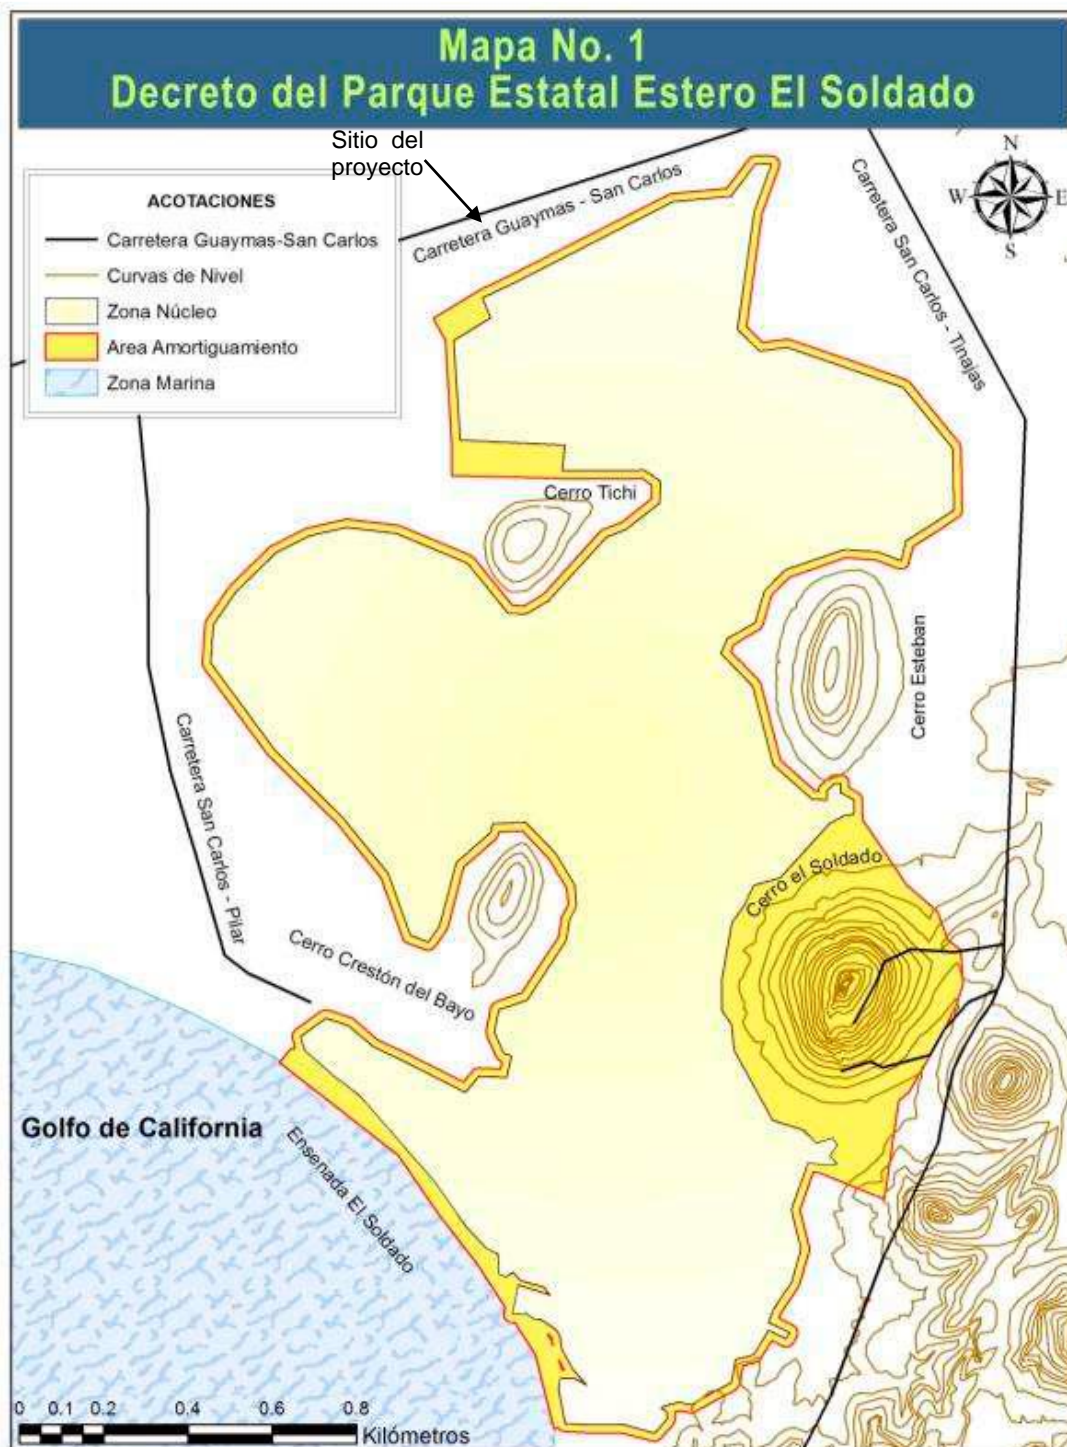 Mapa No. 1
Decreto del Parque Estatal Estero El Soldado
Sitio del
proyecto
ACOTACIONES
Carretera Guaymas-San Carlos
Curvas de Nivel
Zona Núcleo
Area Amortiguamiento
Zona Marina
Carretera Guaymas - San Carlos
Carretera San Carlos - Tinajas
N
W
E
S
Cerro Tichi
Cerro Esteban
Carretera San Carlos - Pilar
Cerro el Soldado
Cerro Crestón del Bayo
Golfo de California
Ensenada El Soldado
0 0.1 0.2 0.4 0.6 0.8
Kilómetros